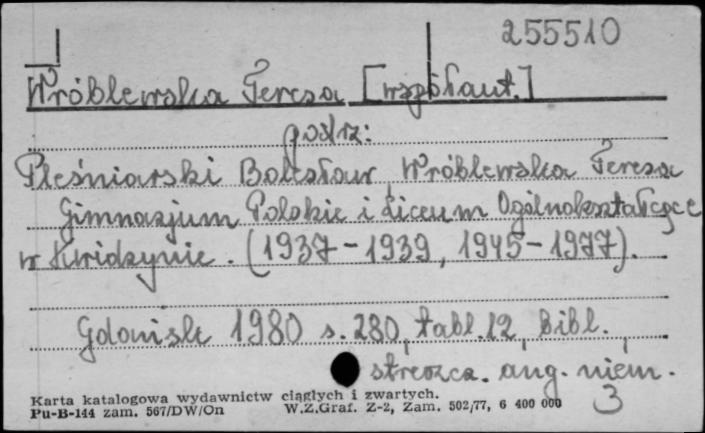 255510
Wróblewska Teresa [współaut.]
godrz:
Pleśniarski Bolesław, Wróblewska Teresa
Gimnazjum Polskie i Liceum Ogólnokształcące
w Kwidzynie. (1937-1939, 1945-1977).
Gdańsk 1980 s. 280, tabl. 12, bibl.,
streszcz. ang. niem.
Karta katalogowa wydawnictw ciągłych i zwartych.
Pu-B-144 zam. 567/DW/On W.Z.Graf. Z-2, Zam. 502/77, 6 400 000
3